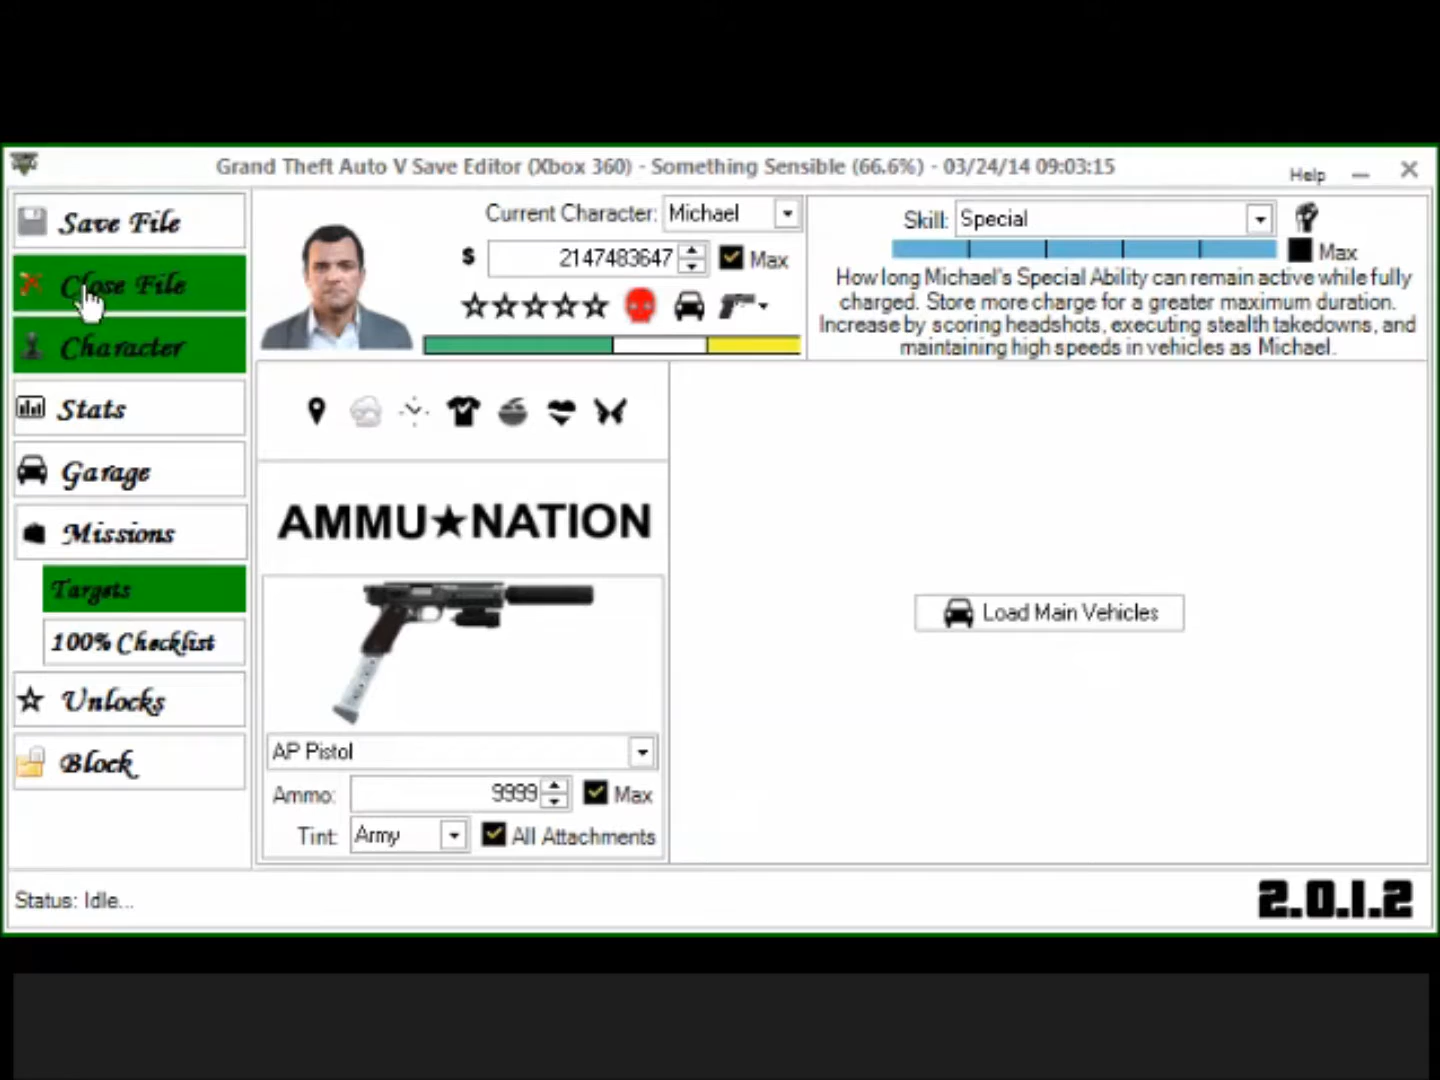 Grand Theft Auto V Save Editor (Xbox 360) - Something Sensible (66.6%) - 03/24/14 09:03:15
Help
Save File
Close File
Character
Stats
Garage
Missions
Targets
100% Checklist
Unlocks
Block
Current Character: Michael
$ 2147483647 Max
Skill: Special
Max
How long Michael's Special Ability can remain active while fully
charged. Store more charge for a greater maximum duration.
Increase by scoring headshots, executing stealth takedowns, and
maintaining high speeds in vehicles as Michael.
AMMU★NATION
AP Pistol
Ammo: 9999 Max
Tint: Army All Attachments
Load Main Vehicles
Status: Idle...
2.0.1.2